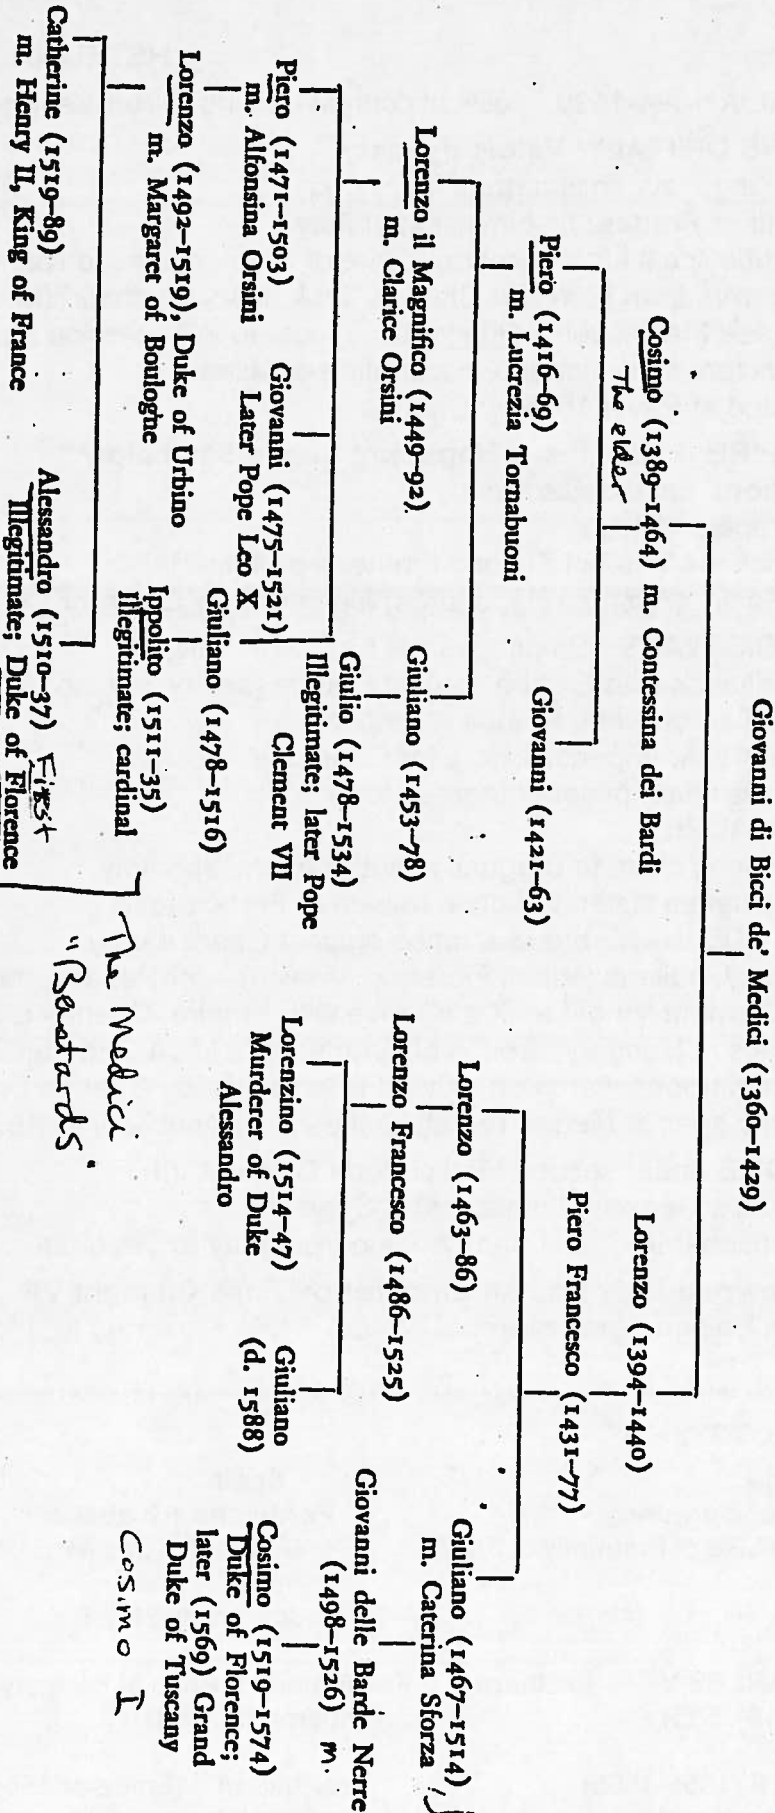 Giovanni di Bicci de' Medici (1360–1429)
Cosimo (1389–1464) m. Contessina dei Bardi
The elder
Lorenzo (1394–1440)
Piero (1416–69)
m. Lucrezia Tornabuoni
Giovanni (1421–63)
Piero Francesco (1431–77)
Lorenzo il Magnifico (1449–92)
m. Clarice Orsini
Giuliano (1453–78)
Lorenzo (1463–86)
Giuliano (1467–1514)
m. Caterina Sforza
Piero (1471–1503)
m. Alfonsina Orsini
Giovanni (1475–1521)
Later Pope Leo X
Giulio (1478–1534)
Illegitimate; later Pope
Clement VII
Lorenzo Francesco (1486–1525)
Giovanni delle Barde Nerre
(1498–1526) m.
Giuliano (1478–1516)
Lorenzo (1492–1519), Duke of Urbino
m. Margaret of Boulogne
Ippolito (1511–35)
Illegitimate; cardinal
Lorenzino (1514–47)
Murderer of Duke
Alessandro
Giuliano
(d. 1588)
Cosimo (1519–1574)
Duke of Florence;
later (1569) Grand
Duke of Tuscany
Cosimo I
Catherine (1519–89)
m. Henry II, King of France
Alessandro (1510–37) First
Illegitimate; Duke of Florence
The Medici
"Bastards"